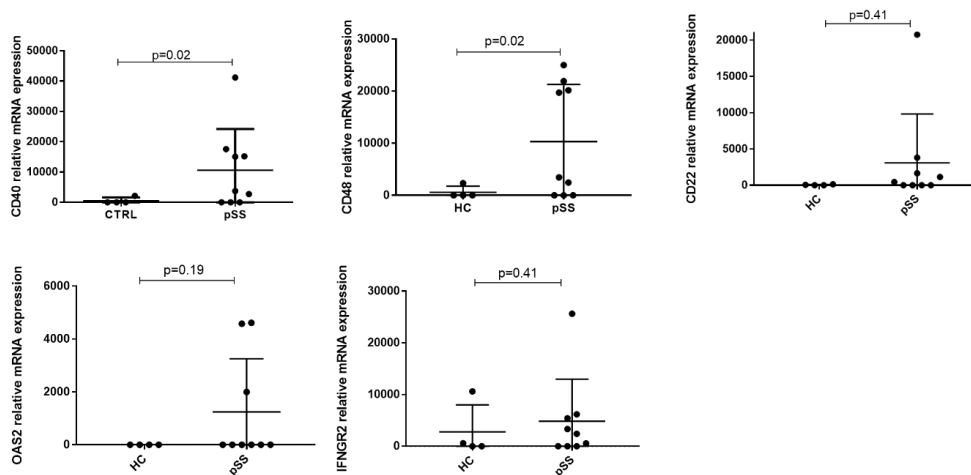 p=0.02
CD40 relative mRNA epression
50000
40000
30000
20000
10000
0
CTRL
pSS
p=0.02
CD48 relative mRNA expression
30000
20000
10000
0
HC
pSS
p=0.41
CD22 relative mRNA expression
20000
15000
10000
5000
0
HC
pSS
p=0.19
OAS2 relative mRNA expression
6000
4000
2000
0
HC
pSS
p=0.41
IFNGR2 relative mRNA expression
30000
20000
10000
0
HC
pSS